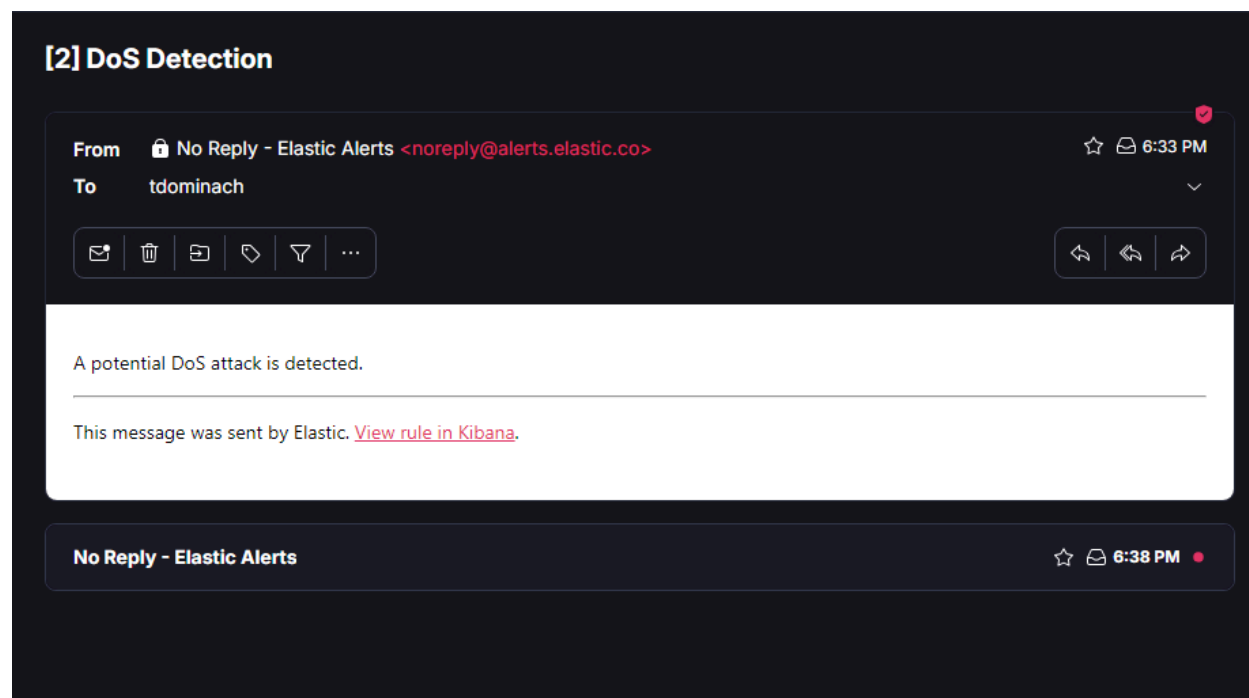 [2] DoS Detection
From No Reply - Elastic Alerts <noreply@alerts.elastic.co> 6:33 PM
To tdominach
A potential DoS attack is detected.
This message was sent by Elastic. View rule in Kibana.
No Reply - Elastic Alerts 6:38 PM